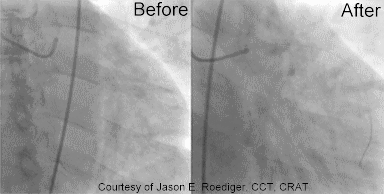 Before
After
Courtesy of Jason E. Roediger, CCT, CRAT